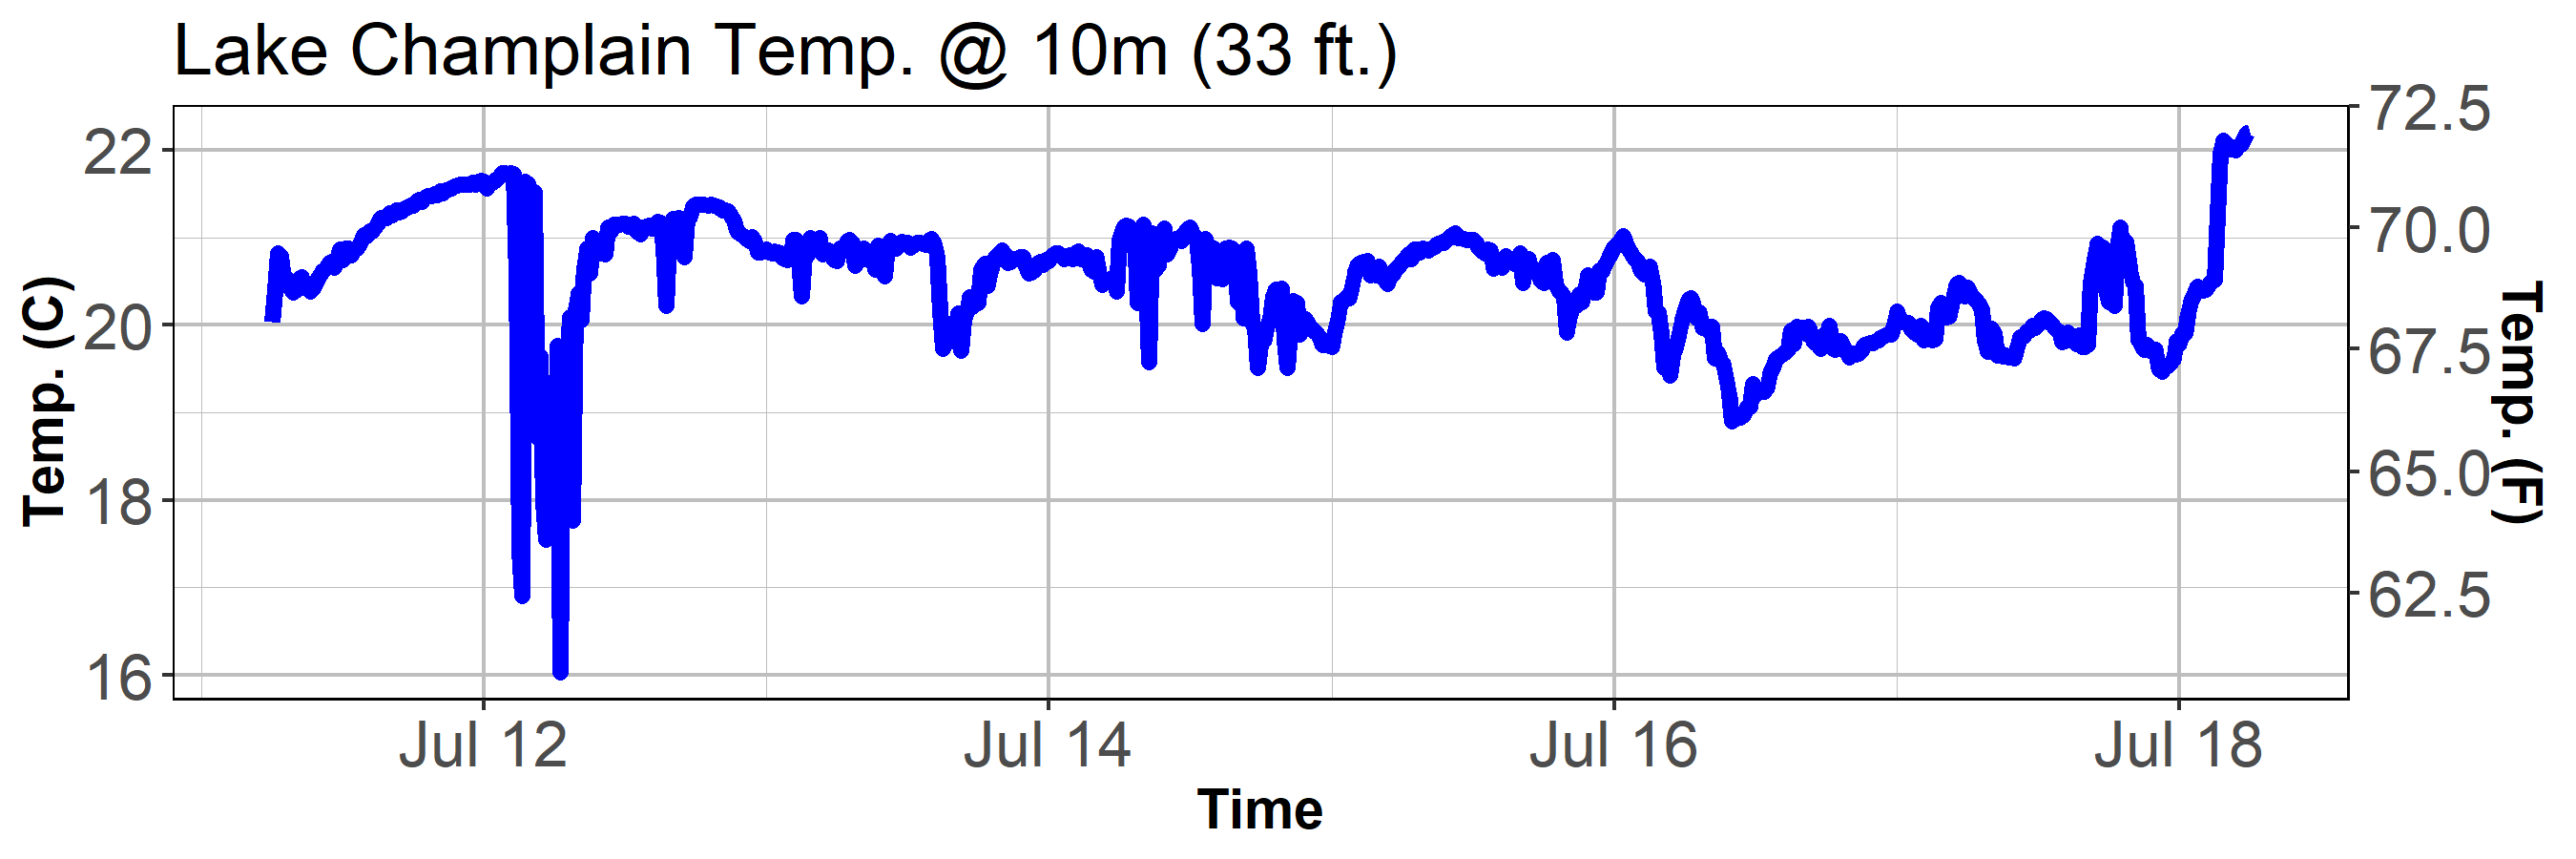 Lake Champlain Temp. @ 10m (33 ft.)
Temp. (C)
22
20
18
16
72.5
70.0
67.5
65.0
62.5
Temp. (F)
Jul 12
Jul 14
Jul 16
Jul 18
Time